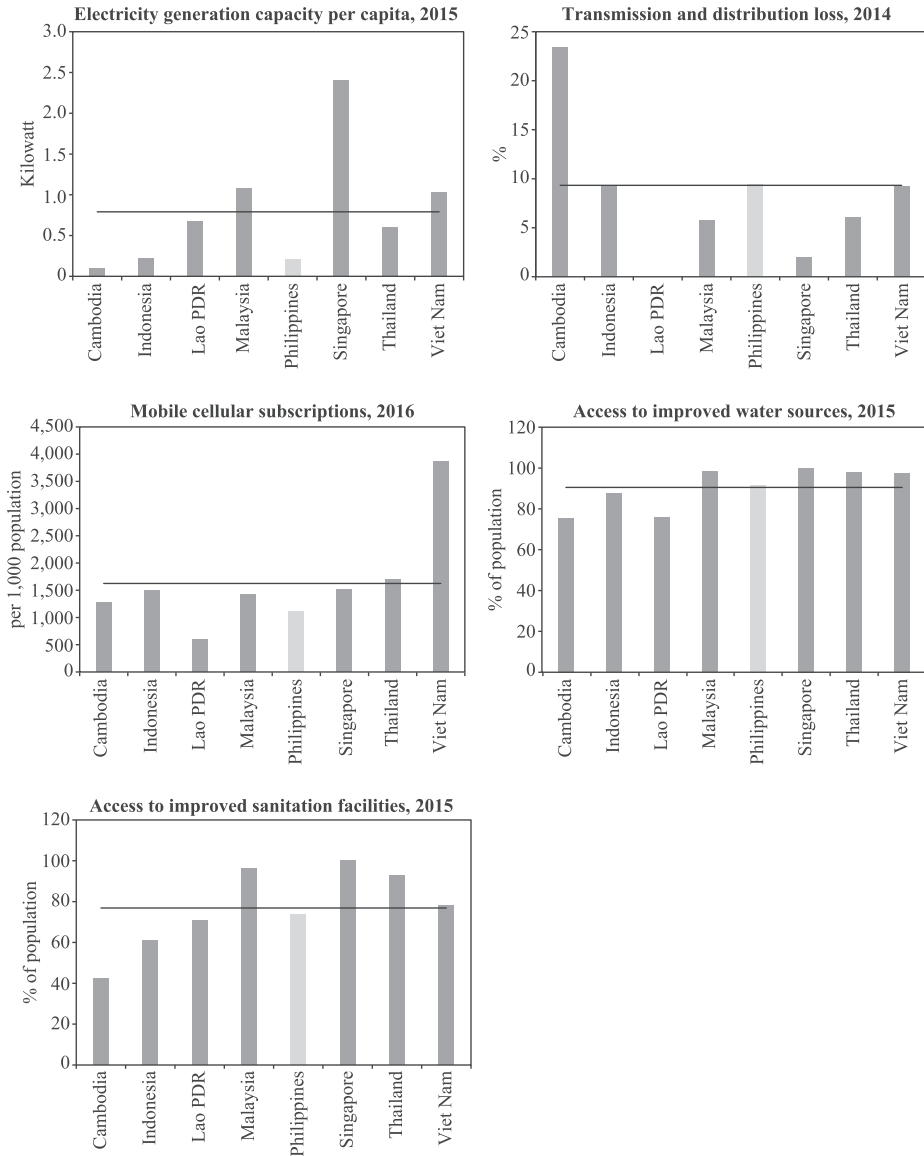 Electricity generation capacity per capita, 2015
Kilowatt
3.0
2.5
2.0
1.5
1.0
0.5
0
Cambodia
Indonesia
Lao PDR
Malaysia
Philippines
Singapore
Thailand
Viet Nam
Transmission and distribution loss, 2014
%
25
20
15
10
5
0
Cambodia
Indonesia
Lao PDR
Malaysia
Philippines
Singapore
Thailand
Viet Nam
Mobile cellular subscriptions, 2016
per 1,000 population
4,500
4,000
3,500
3,000
2,500
2,000
1,500
1,000
500
0
Cambodia
Indonesia
Lao PDR
Malaysia
Philippines
Singapore
Thailand
Viet Nam
Access to improved water sources, 2015
% of population
120
100
80
60
40
20
0
Cambodia
Indonesia
Lao PDR
Malaysia
Philippines
Singapore
Thailand
Viet Nam
Access to improved sanitation facilities, 2015
% of population
120
100
80
60
40
20
0
Cambodia
Indonesia
Lao PDR
Malaysia
Philippines
Singapore
Thailand
Viet Nam